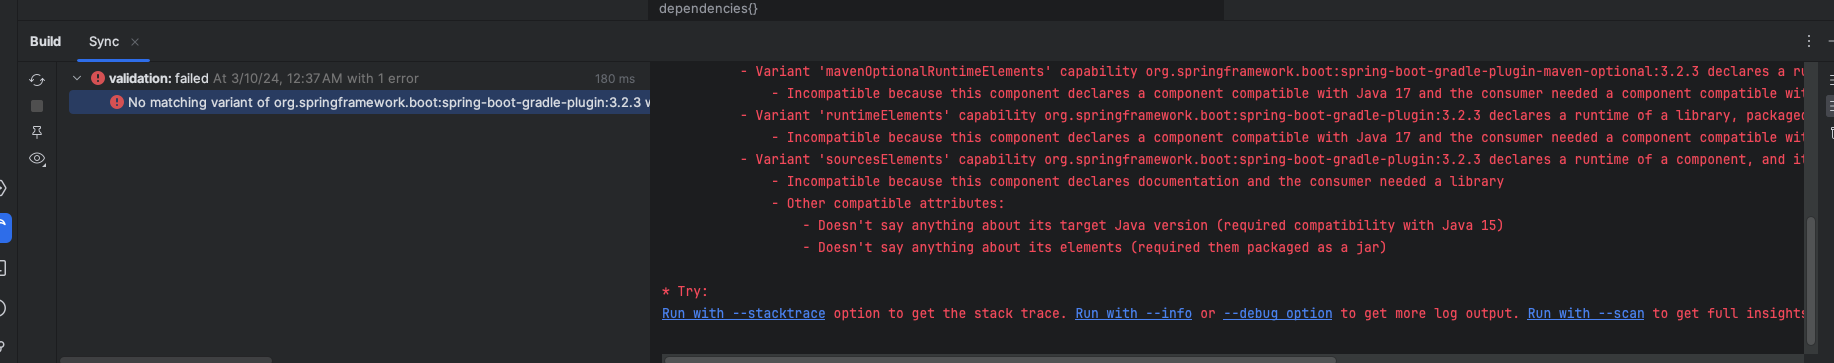 dependencies{}
Build Sync
validation: failed At 3/10/24, 12:37 AM with 1 error 180 ms
No matching variant of org.springframework.boot:spring-boot-gradle-plugin:3.2.3
- Variant 'mavenOptionalRuntimeElements' capability org.springframework.boot:spring-boot-gradle-plugin-maven-optional:3.2.3 declares a
- Incompatible because this component declares a component compatible with Java 17 and the consumer needed a component compatible
- Variant 'runtimeElements' capability org.springframework.boot:spring-boot-gradle-plugin:3.2.3 declares a runtime of a library, packaged
- Incompatible because this component declares a component compatible with Java 17 and the consumer needed a component compatible
- Variant 'sourcesElements' capability org.springframework.boot:spring-boot-gradle-plugin:3.2.3 declares a runtime of a component, and
- Incompatible because this component declares documentation and the consumer needed a library
- Other compatible attributes:
- Doesn't say anything about its target Java version (required compatibility with Java 15)
- Doesn't say anything about its elements (required them packaged as a jar)
* Try:
Run with --stacktrace option to get the stack trace. Run with --info or --debug option to get more log output. Run with --scan to get full insights